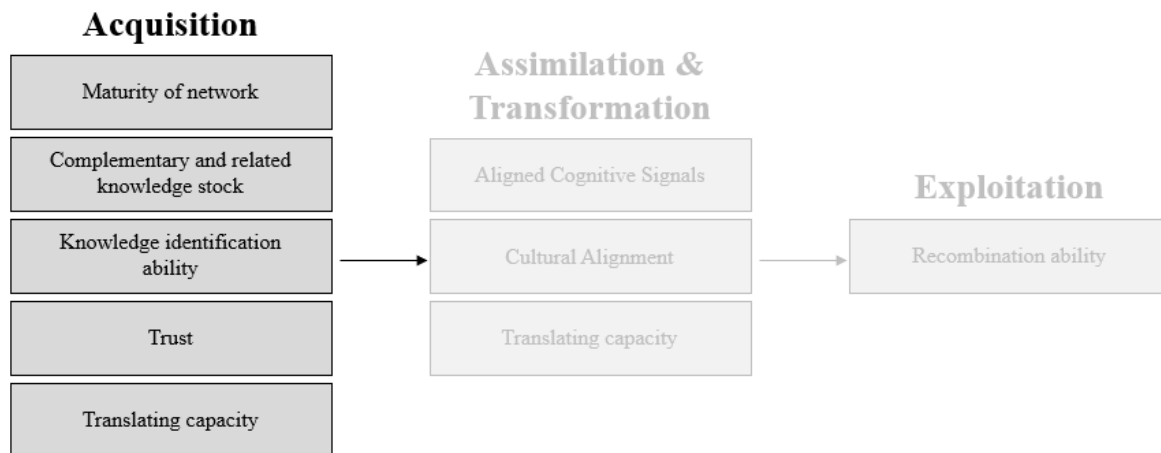 Acquisition
Maturity of network
Complementary and related
knowledge stock
Knowledge identification
ability
Trust
Translating capacity
Assimilation &
Transformation
Aligned Cognitive Signals
Cultural Alignment
Translating capacity
Exploitation
Recombination ability